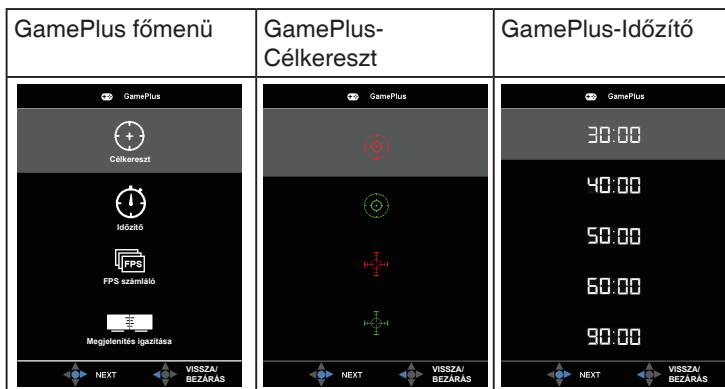 GamePlus főmenü
GamePlus-
Célkereszt
GamePlus-Időzítő
GamePlus
Célkereszt
Időzítő
FPS
FPS számláló
Megjelenítés igazítása
NEXT
VISSZA/
BEZÁRÁS
GamePlus
NEXT
VISSZA/
BEZÁRÁS
GamePlus
30:00
40:00
50:00
60:00
90:00
NEXT
VISSZA/
BEZÁRÁS